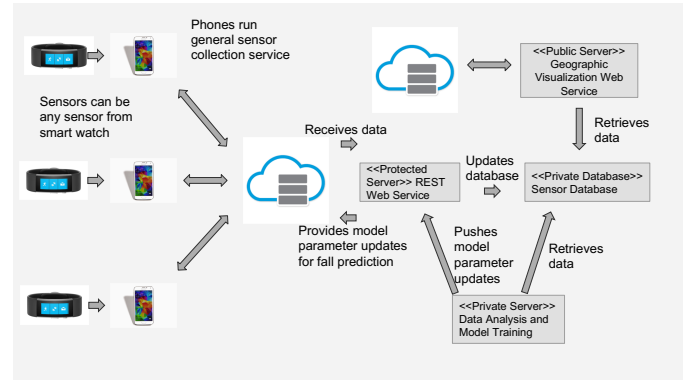 Phones run
general sensor
collection service
Sensors can be
any sensor from
smart watch
Receives data
<<Protected
Server>> REST
Web Service
Provides model
parameter updates
for fall prediction
Updates
database
<<Public Server>>
Geographic
Visualization Web
Service
Retrieves
data
<<Private Database>>
Sensor Database
Pushes
model
parameter
updates
Retrieves
data
<<Private Server>>
Data Analysis and
Model Training